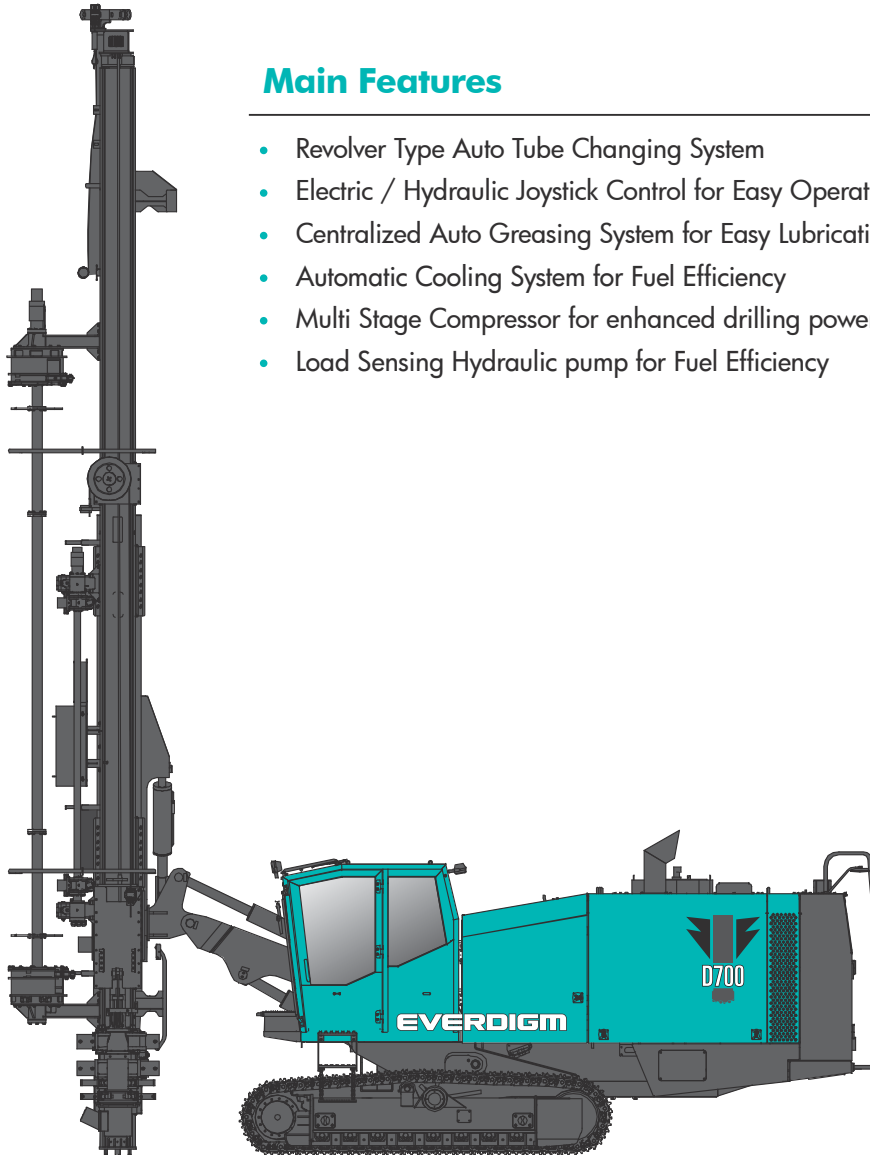 Main Features
• Revolver Type Auto Tube Changing System
• Electric / Hydraulic Joystick Control for Easy Operat
• Centralized Auto Greasing System for Easy Lubricati
• Automatic Cooling System for Fuel Efficiency
• Multi Stage Compressor for enhanced drilling power
• Load Sensing Hydraulic pump for Fuel Efficiency
D700
EVERDIGM